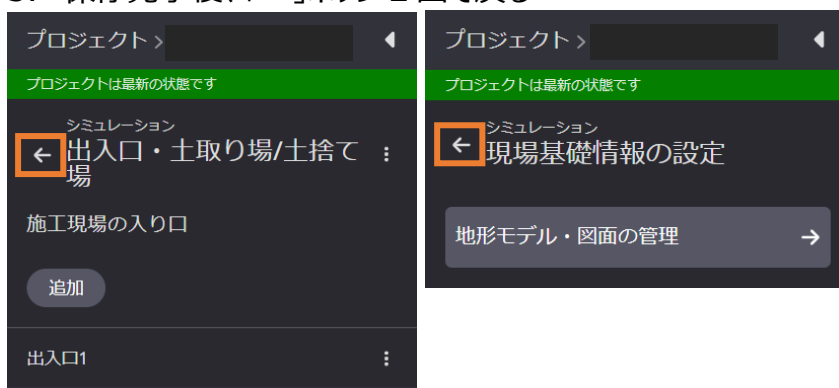 プロジェクト >
プロジェクトは最新の状態です
シミュレーション
出入口・土取り場/土捨て
場
施工現場の入り口
追加
出入口1
プロジェクト >
プロジェクトは最新の状態です
シミュレーション
現場基礎情報の設定
地形モデル・図面の管理